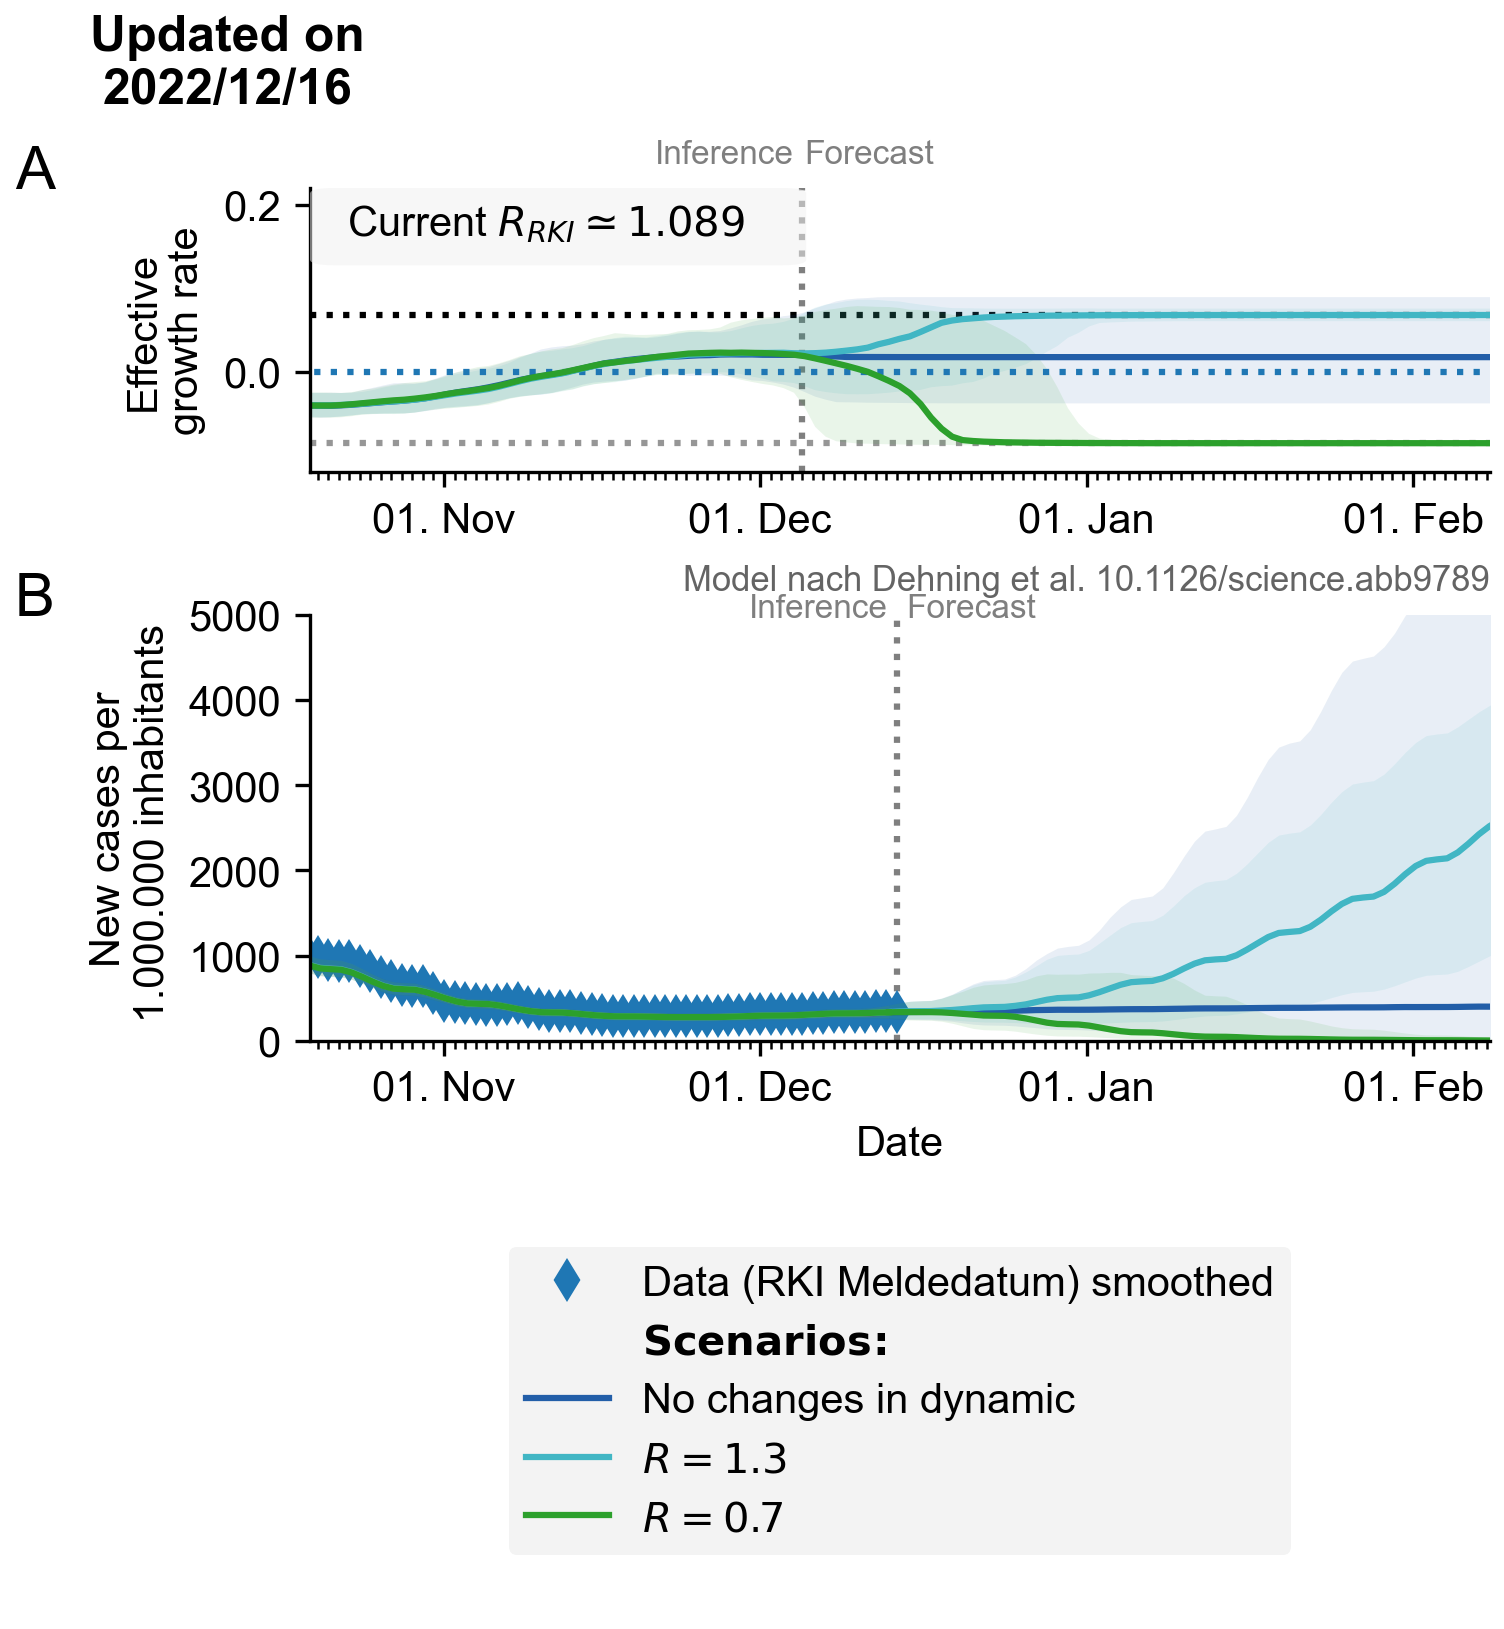 Updated on
2022/12/16
A
Inference Forecast
Current R_RKI ≃ 1.089
Effective
growth rate
0.2
0.0
01. Nov
01. Dec
01. Jan
01. Feb
B
Model nach Dehning et al. 10.1126/science.abb9789
Inference Forecast
New cases per
1.000.000 inhabitants
5000
4000
3000
2000
1000
0
01. Nov
01. Dec
01. Jan
01. Feb
Date
Data (RKI Meldedatum) smoothed
Scenarios:
No changes in dynamic
R = 1.3
R = 0.7